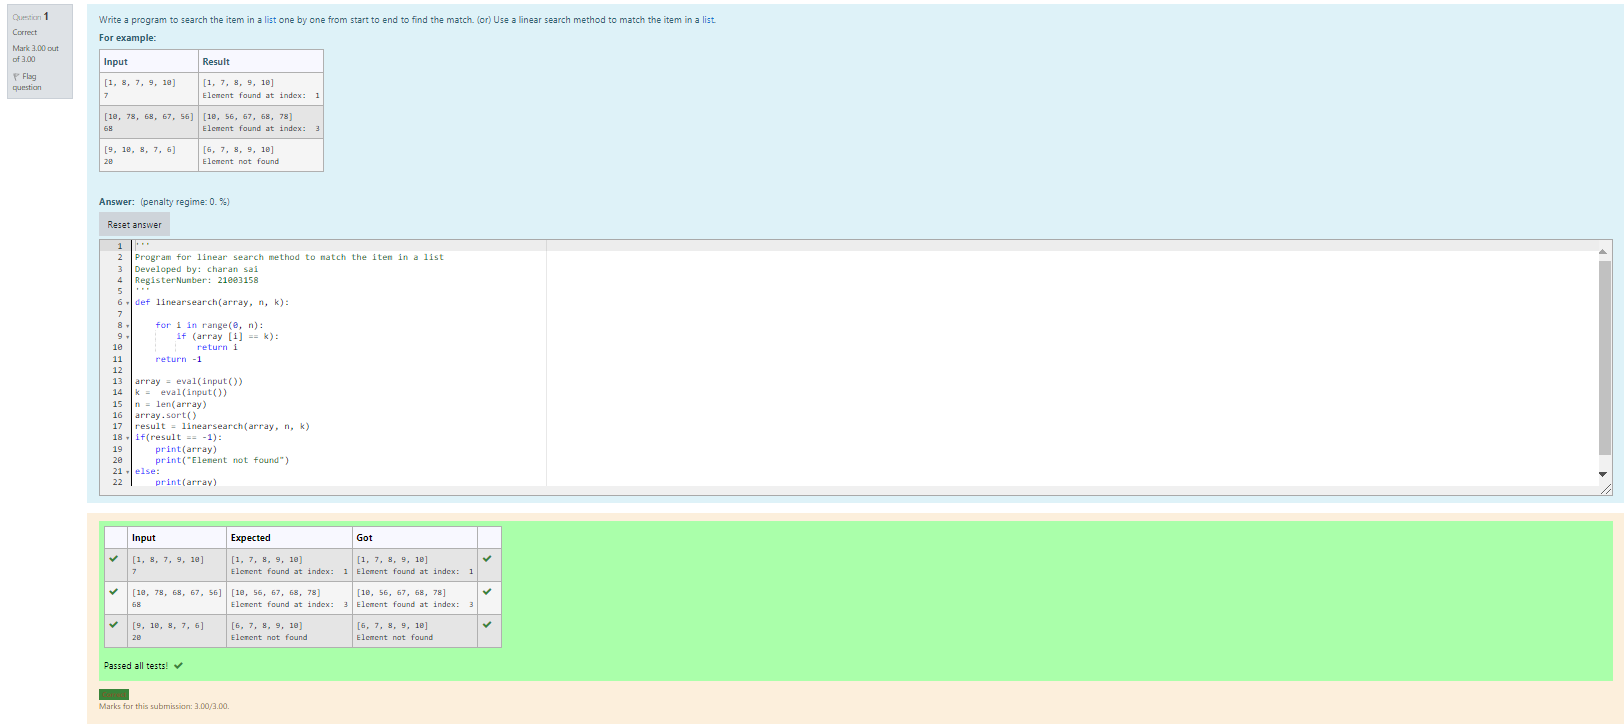 Question 1
Correct
Mark 3.00 out
of 3.00
Flag
question
Write a program to search the item in a list one by one from start to end to find the match. (or) Use a linear search method to match the item in a list.
For example:
Input Result
[1, 8, 7, 9, 10] [1, 7, 8, 9, 10]
7 Element found at index:  1
[10, 78, 68, 67, 56] [10, 56, 67, 68, 78]
68 Element found at index:  3
[9, 10, 8, 7, 6] [6, 7, 8, 9, 10]
20 Element not found
Answer: (penalty regime: 0. %)
Reset answer
1 '''
2 Program for linear search method to match the item in a list
3 Developed by: charan sai
4 RegisterNumber: 21003158
5 '''
6 def linearsearch(array, n, k):
7
8 for i in range(0, n):
9 if (array [i] == k):
10 return i
11 return -1
12
13 array = eval(input())
14 k =  eval(input())
15 n = len(array)
16 array.sort()
17 result = linearsearch(array, n, k)
18 if(result == -1):
19 print(array)
20 print("Element not found")
21 else:
22 print(array)
Input Expected Got
[1, 8, 7, 9, 10] [1, 7, 8, 9, 10] [1, 7, 8, 9, 10]
7 Element found at index:  1 Element found at index:  1
[10, 78, 68, 67, 56] [10, 56, 67, 68, 78] [10, 56, 67, 68, 78]
68 Element found at index:  3 Element found at index:  3
[9, 10, 8, 7, 6] [6, 7, 8, 9, 10] [6, 7, 8, 9, 10]
20 Element not found Element not found
Passed all tests!
Marks for this submission: 3.00/3.00.